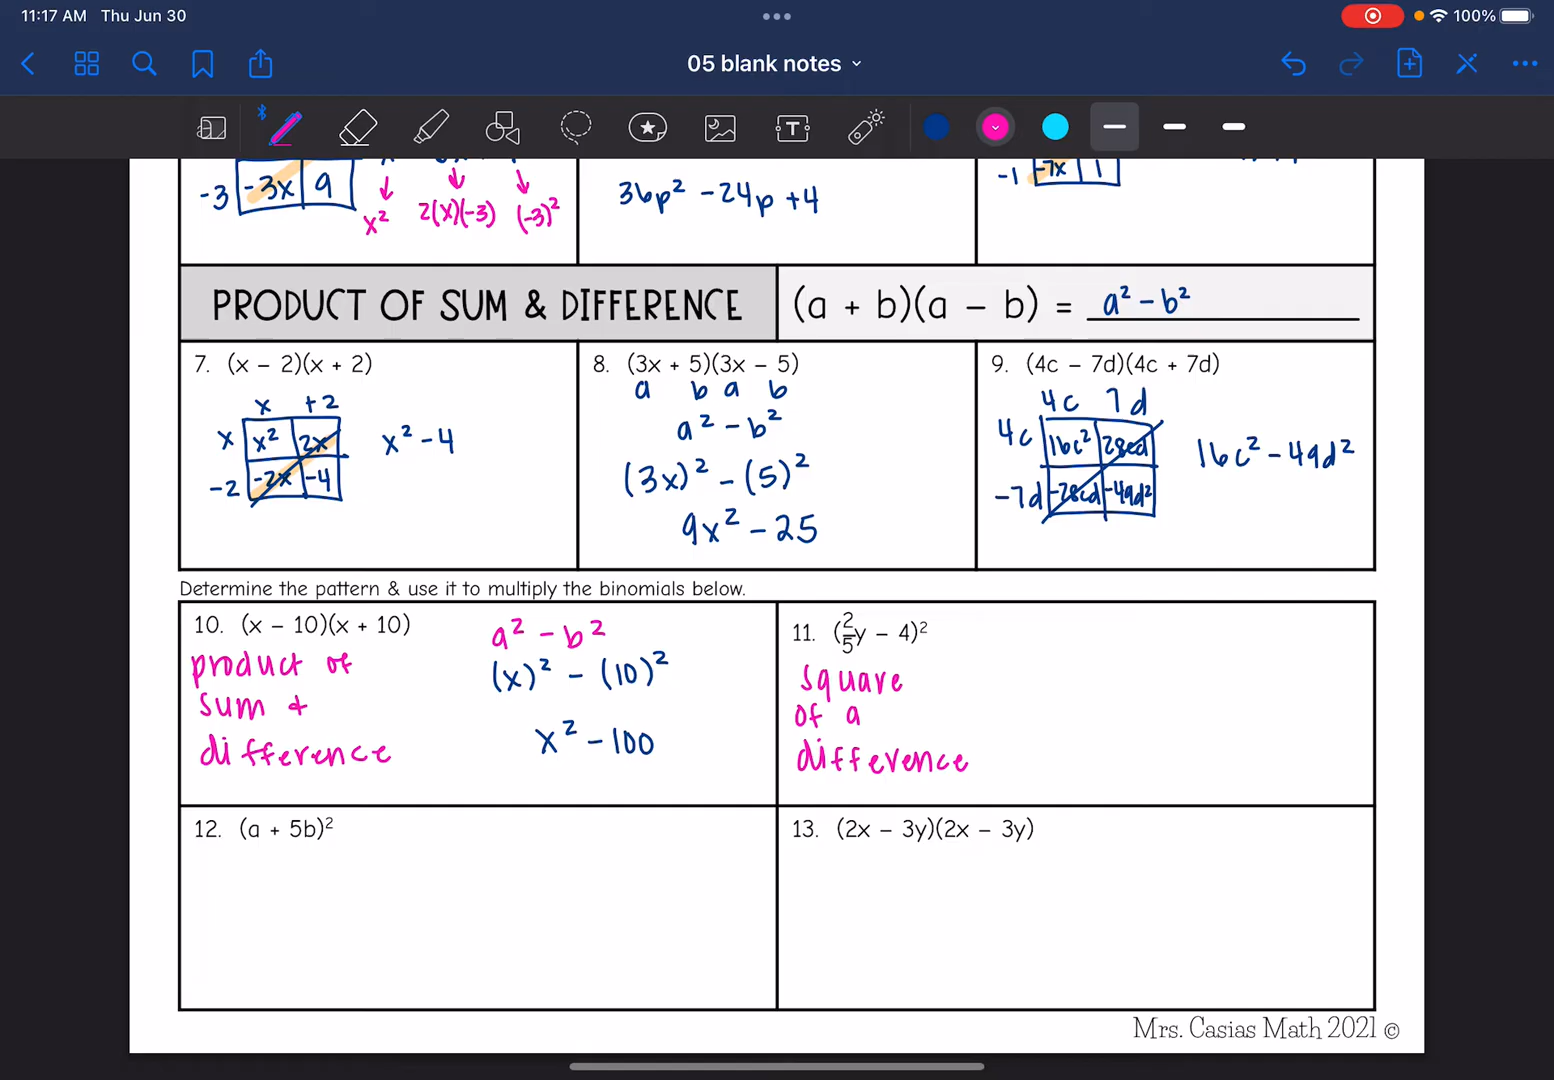 11:17 AM Thu Jun 30
100%
05 blank notes
T
-3 -3x 9
x² 2(x)(-3) (-3)²
36p² -24p +4
-1 -7x 1
PRODUCT OF SUM & DIFFERENCE
(a + b)(a − b) = a² - b²
7. (x − 2)(x + 2)
x +2
x x² 2x
-2 -2x -4
x² - 4
8. (3x + 5)(3x − 5)
a b a b
a² - b²
(3x)² - (5)²
9x² - 25
9. (4c − 7d)(4c + 7d)
4c 7d
4c 16c² 28cd
-7d -28cd -49d²
16c² - 49d²
Determine the pattern & use it to multiply the binomials below.
10. (x − 10)(x + 10)
product of
sum +
difference
a² - b²
(x)² - (10)²
x² - 100
11. (2/5y − 4)²
square
of a
difference
12. (a + 5b)²
13. (2x − 3y)(2x − 3y)
Mrs. Casias Math 2021 ©